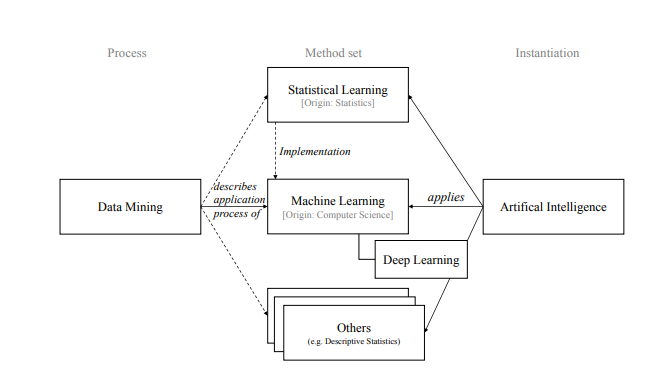 Process
Method set
Instantiation
Statistical Learning
[Origin: Statistics]
Implementation
Data Mining
describes
application
process of
Machine Learning
[Origin: Computer Science]
applies
Artifical Intelligence
Deep Learning
Others
(e.g. Descriptive Statistics)